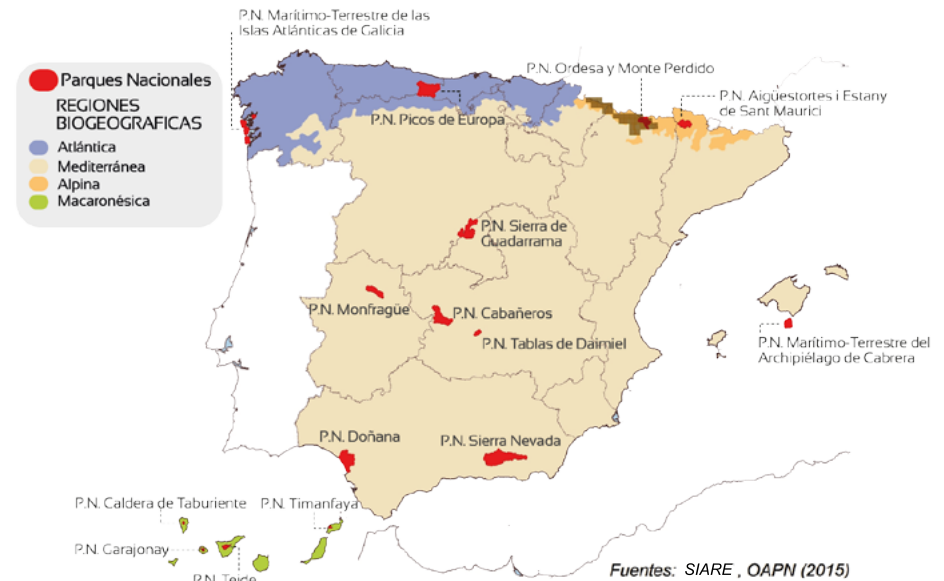 P.N. Marítimo-Terrestre de las
Islas Atlánticas de Galicia
Parques Nacionales
REGIONES
BIOGEOGRAFICAS
Atlántica
Mediterránea
Alpina
Macaronésica
P.N. Ordesa y Monte Perdido
P.N. Aigüestortes i Estany
de Sant Maurici
P.N. Picos de Europa
P.N. Sierra de
Guadarrama
P.N. Monfragüe
P.N. Cabañeros
P.N. Tablas de Daimiel
P.N. Marítimo-Terrestre del
Archipiélago de Cabrera
P.N. Doñana
P.N. Sierra Nevada
P.N. Caldera de Taburiente
P.N. Timanfaya
P.N. Garajonay
P.N. Teide
Fuentes: SIARE , OAPN (2015)